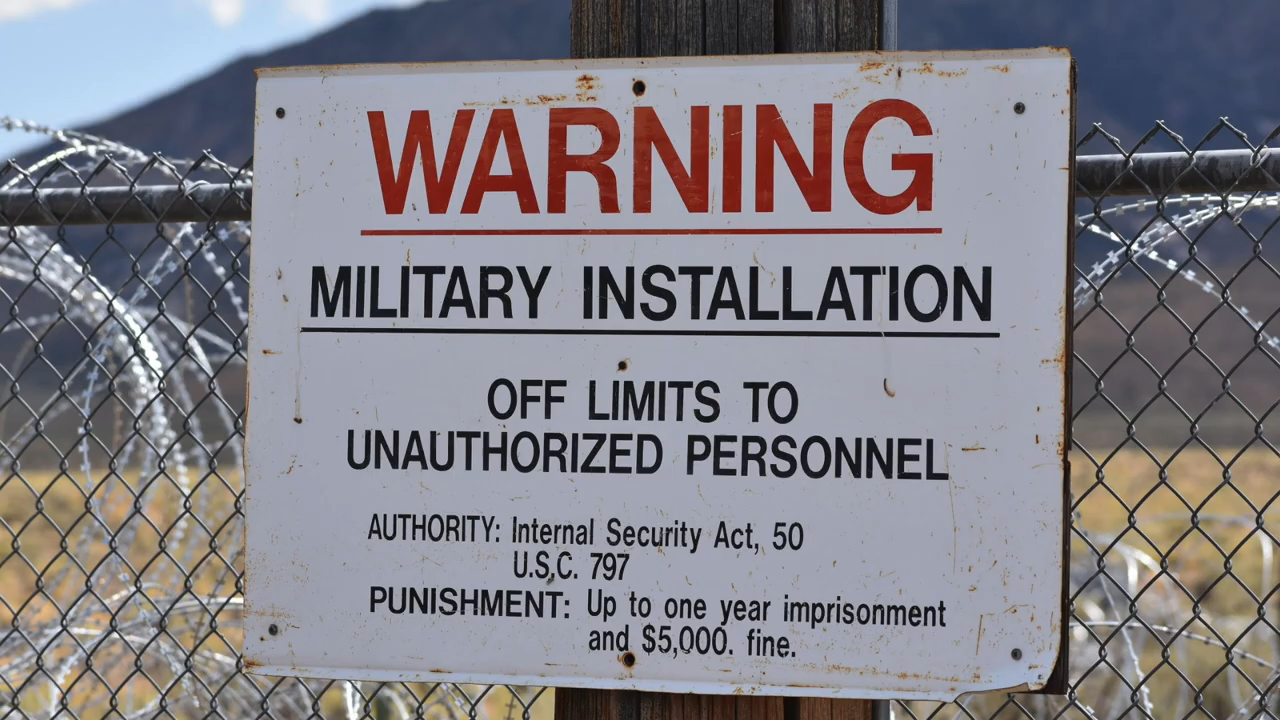 WARNING
MILITARY INSTALLATION
OFF LIMITS TO
UNAUTHORIZED PERSONNEL
AUTHORITY: Internal Security Act, 50
U.S.C. 797
PUNISHMENT: Up to one year imprisonment
and $5,000. fine.